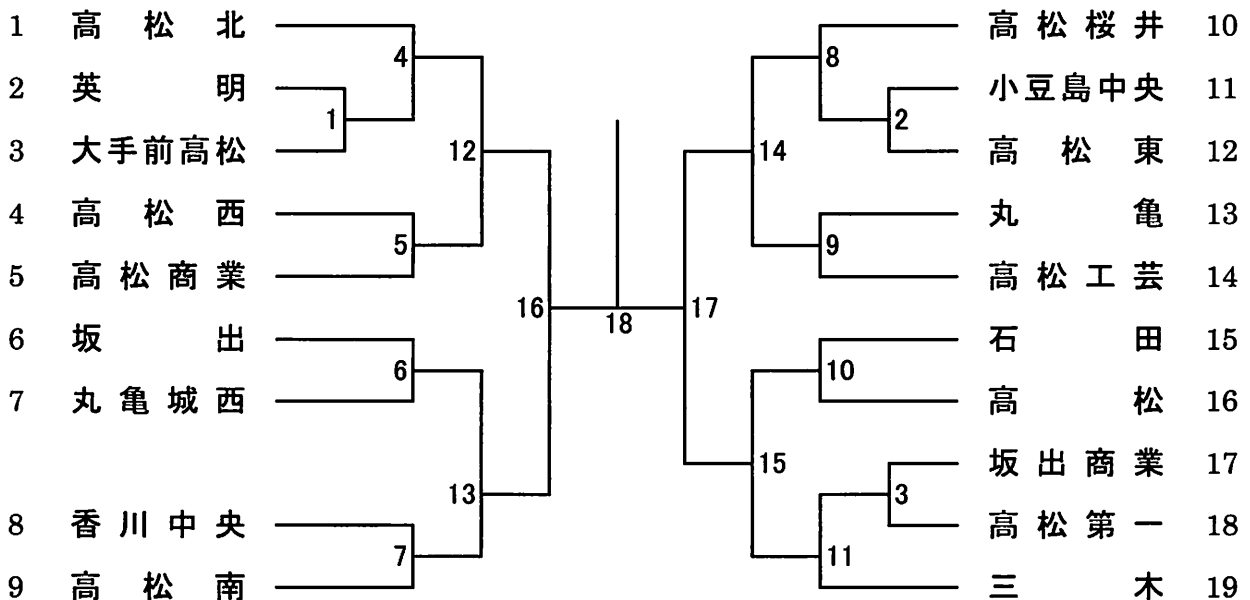 1 高松北
2 英明
3 大手前高松
4 高松西
5 高松商業
6 坂出
7 丸亀城西
8 香川中央
9 高松南
4
1
12
5
16
6
13
7
18
8
2
14
9
17
10
15
3
11
高松桜井 10
小豆島中央 11
高松東 12
丸亀 13
高松工芸 14
石田 15
高松 16
坂出商業 17
高松第一 18
三木 19